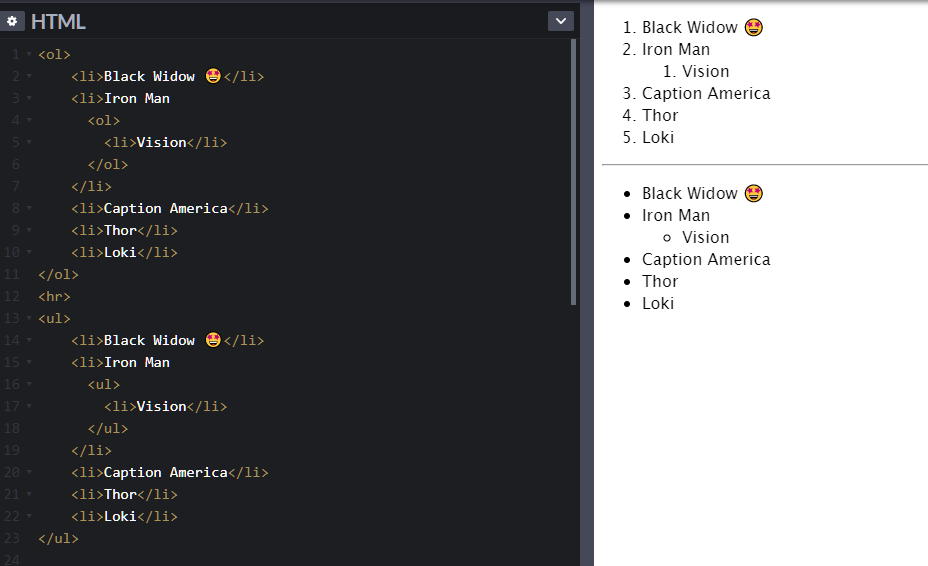 HTML
1 <ol>
2 <li>Black Widow 🤩</li>
3 <li>Iron Man
4 <ol>
5 <li>Vision</li>
6 </ol>
7 </li>
8 <li>Caption America</li>
9 <li>Thor</li>
10 <li>Loki</li>
11 </ol>
12 <hr>
13 <ul>
14 <li>Black Widow 🤩</li>
15 <li>Iron Man
16 <ul>
17 <li>Vision</li>
18 </ul>
19 </li>
20 <li>Caption America</li>
21 <li>Thor</li>
22 <li>Loki</li>
23 </ul>
24
1. Black Widow 🤩
2. Iron Man
1. Vision
3. Caption America
4. Thor
5. Loki
• Black Widow 🤩
• Iron Man
◦ Vision
• Caption America
• Thor
• Loki